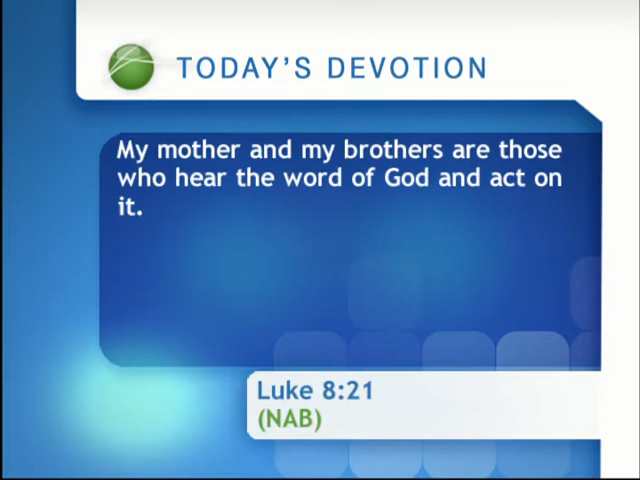 TODAY'S DEVOTION
My mother and my brothers are those
who hear the word of God and act on
it.
Luke 8:21
(NAB)